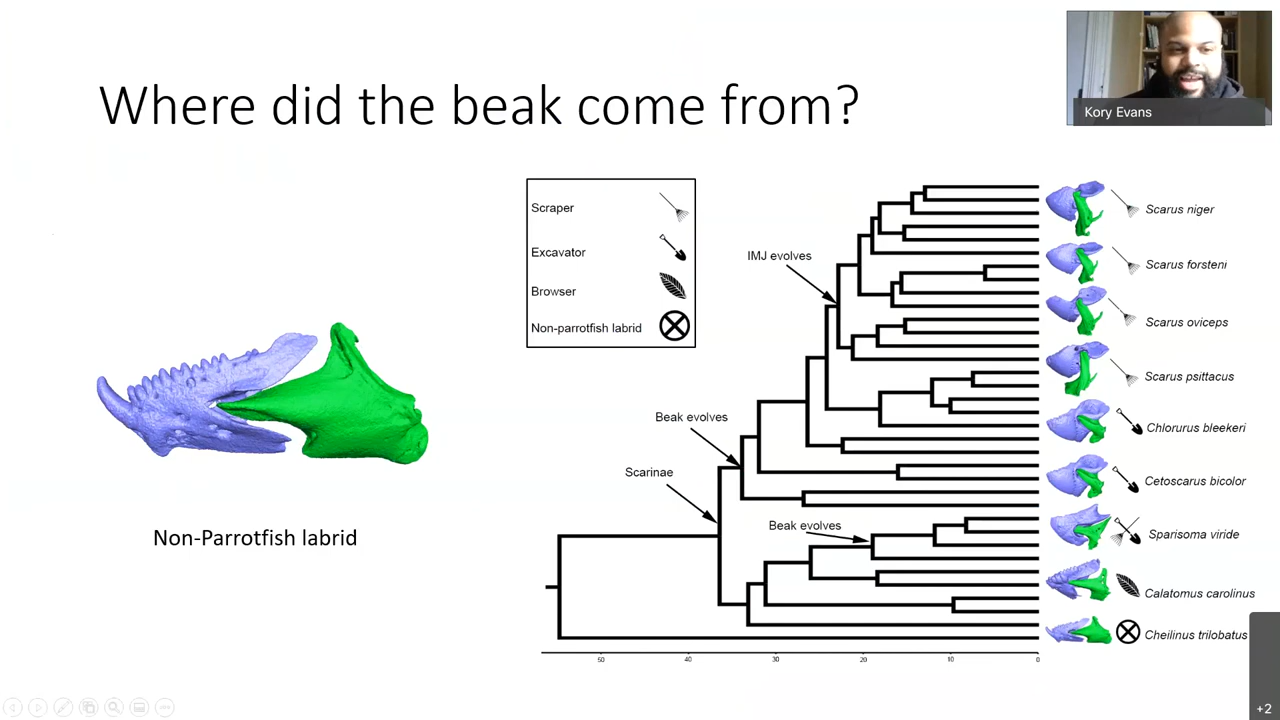 Where did the beak come from?
Kory Evans
Scraper
Excavator
Browser
Non-parrotfish labrid
IMJ evolves
Beak evolves
Scarinae
Beak evolves
Scarus niger
Scarus forsteni
Scarus oviceps
Scarus psittacus
Chlorurus bleekeri
Cetoscarus bicolor
Sparisoma viride
Calatomus carolinus
Cheilinus trilobatus
Non-Parrotfish labrid
50 40 30 20 10 0
+2